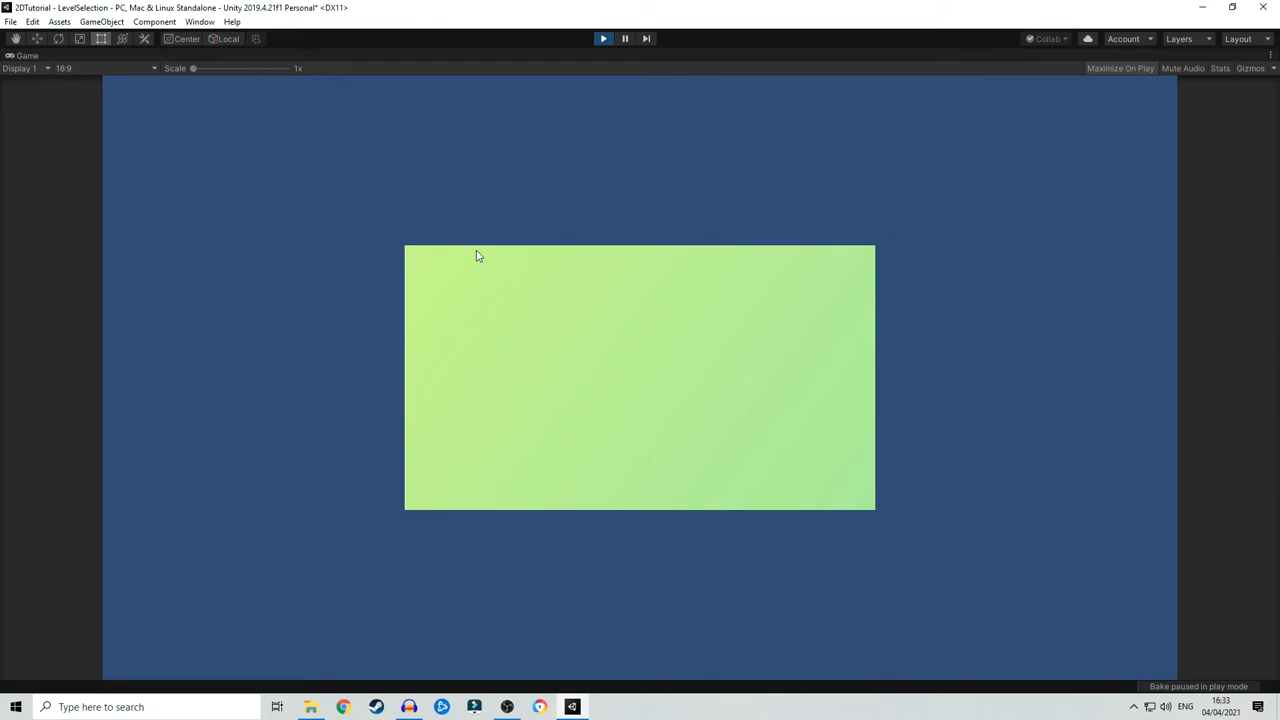 2DTutorial - LevelSelection - PC, Mac & Linux Standalone - Unity 2019.4.21f1 Personal* <DX11>
File Edit Assets GameObject Component Window Help
Center Local Collab Account Layers Layout
Game
Display 1 16:9 Scale 1x Maximize On Play Mute Audio Stats Gizmos
Bake paused in play mode
Type here to search ENG 16:33
04/04/2021